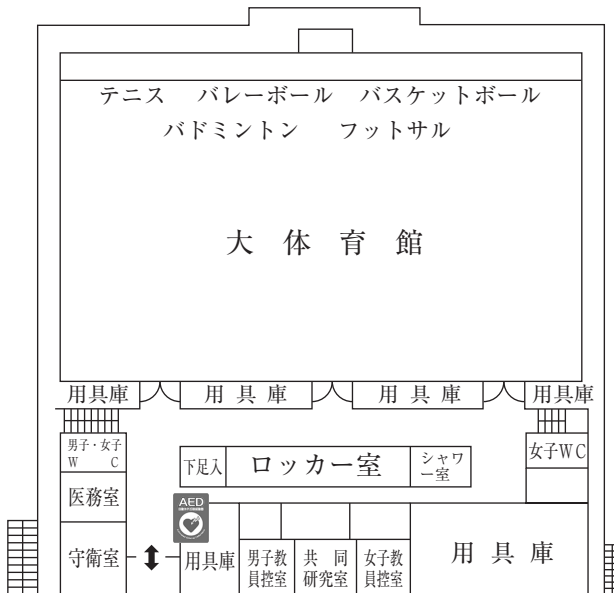 テニス バレーボール バスケットボール
バドミントン フットサル
大体育館
用具庫
用具庫
用具庫
用具庫
男子・女子
W C
下足入
ロッカー室
シャワ
ー室
女子WC
医務室
AED
守衛室
用具庫
男子教
員控室
共同
研究室
女子教
員控室
用具庫